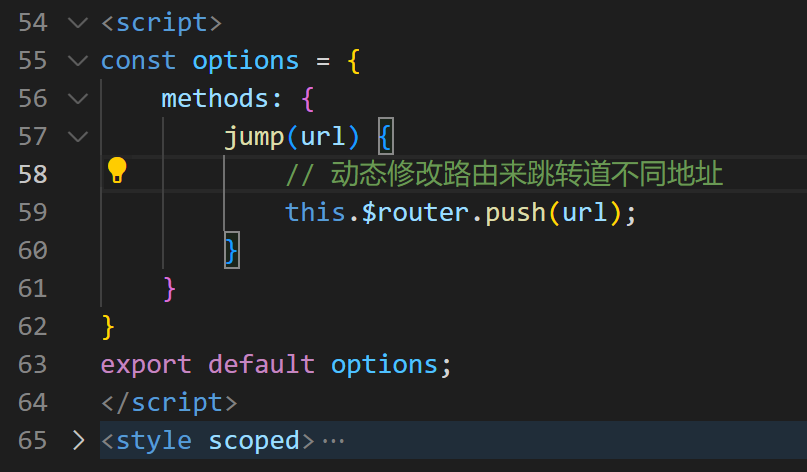 54 <script>
55 const options = {
56 methods: {
57 jump(url) {
58 // 动态修改路由来跳转道不同地址
59 this.$router.push(url);
60 }
61 }
62 }
63 export default options;
64 </script>
65 <style scoped>…